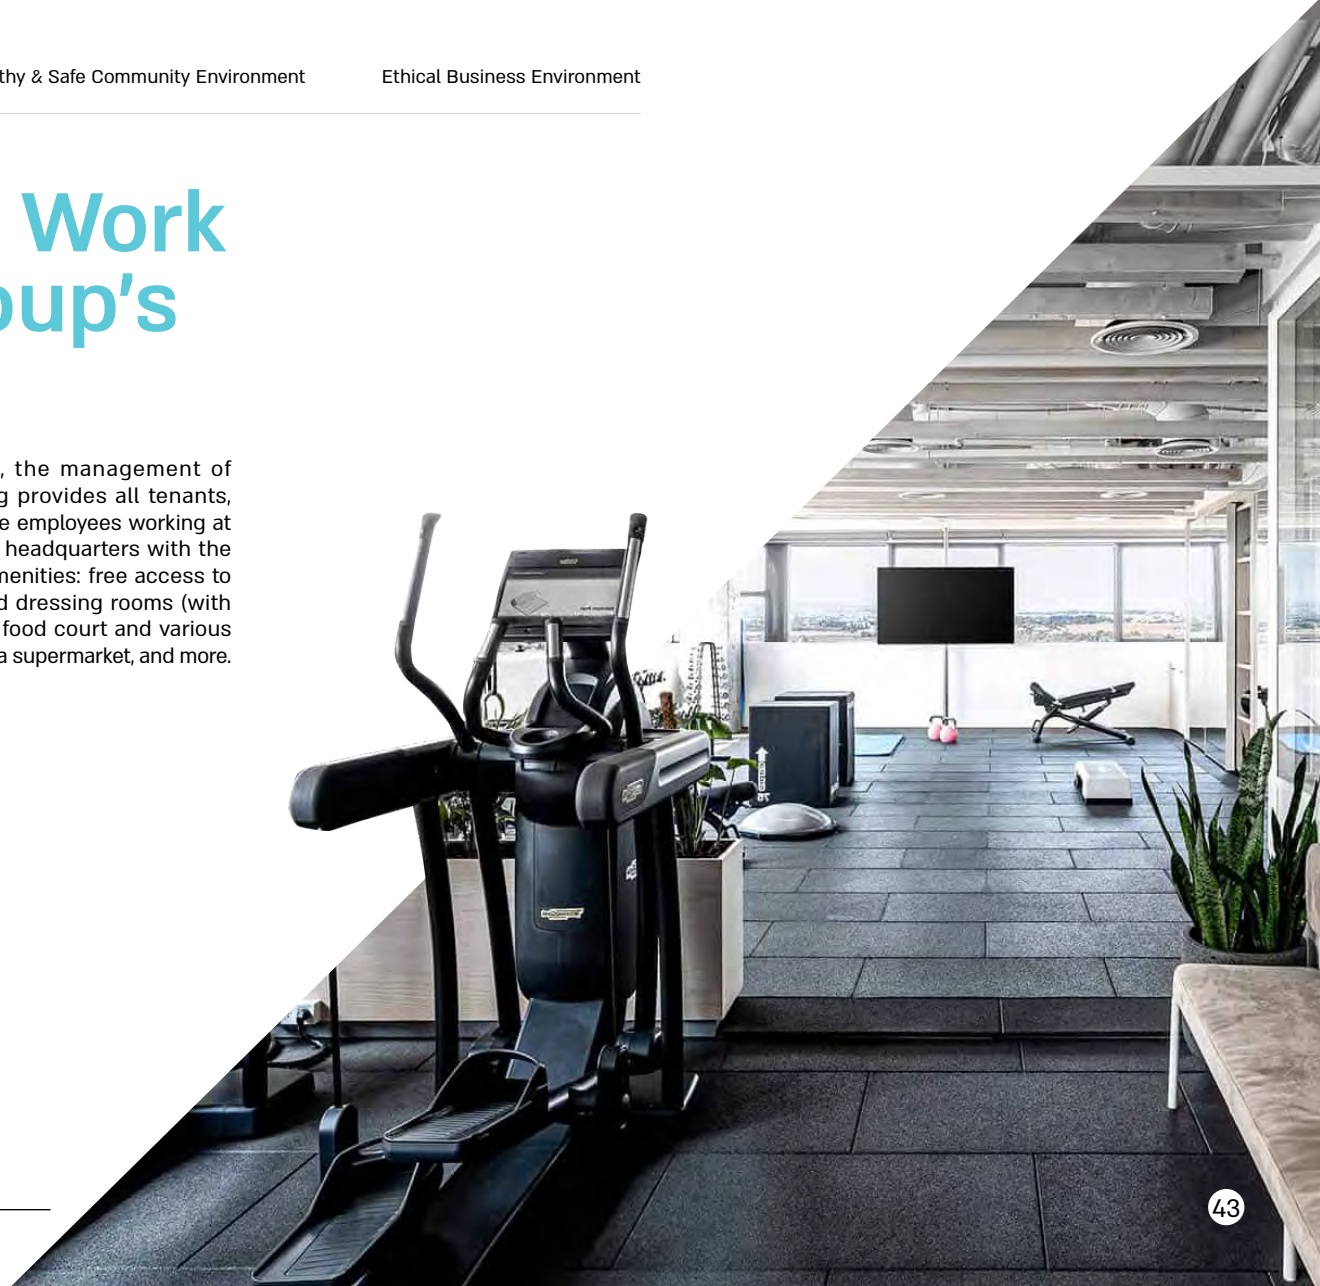 thy & Safe Community Environment
Ethical Business Environment
Work
oup's
, the management of
g provides all tenants,
e employees working at
headquarters with the
menities: free access to
d dressing rooms (with
food court and various
a supermarket, and more.
43